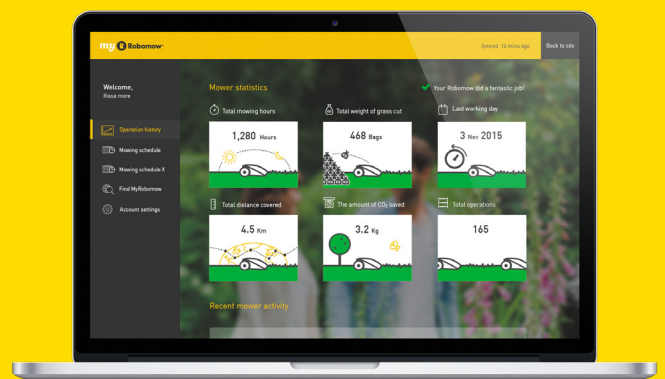 my Robomow
Synced 16 mins ago
Back to site
Welcome,
Rissa more
Operation history
Mowing schedule
Mowing schedule X
Find MyRobomow
Account settings
Mower statistics
Your Robomow did a fantastic job!
Total mowing hours
Total weight of grass cut
Last working day
1,280 Hours
468 Bags
3 Nov 2015
Total distance covered
The amount of CO₂ saved
Total operations
4.5 Km
3.2 Kg
165
Recent mower activity